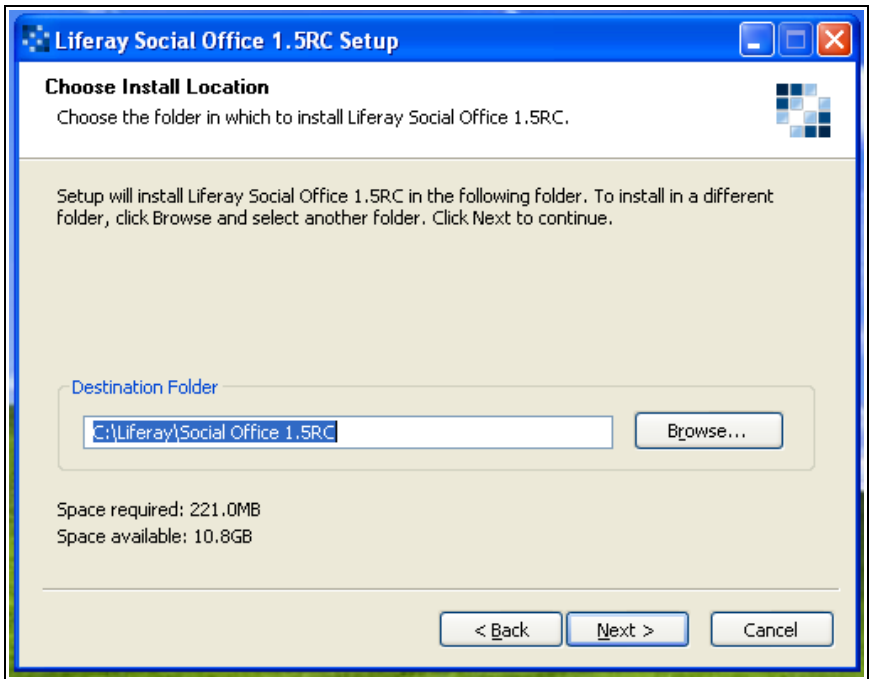 Liferay Social Office 1.5RC Setup
Choose Install Location
Choose the folder in which to install Liferay Social Office 1.5RC.
Setup will install Liferay Social Office 1.5RC in the following folder. To install in a different
folder, click Browse and select another folder. Click Next to continue.
Destination Folder
C:\Liferay\Social Office 1.5RC
Browse...
Space required: 221.0MB
Space available: 10.8GB
< Back
Next >
Cancel